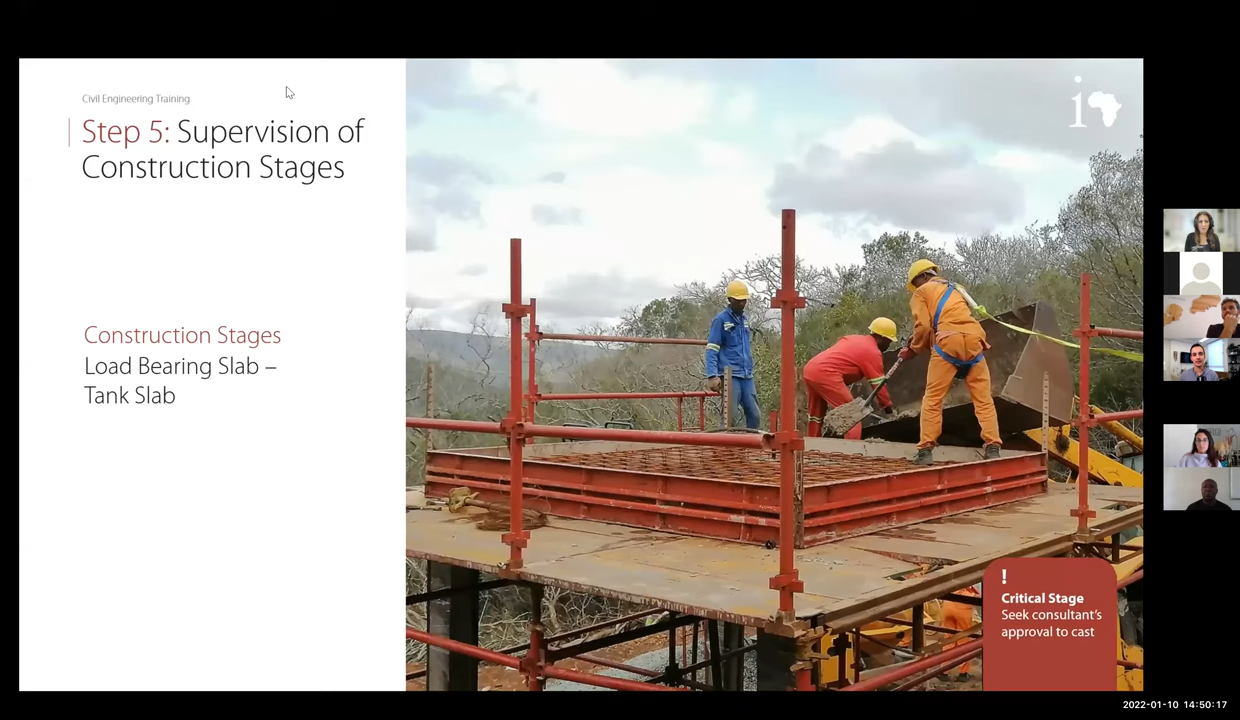 Civil Engineering Training
Step 5: Supervision of
Construction Stages
Construction Stages
Load Bearing Slab –
Tank Slab
i
!
Critical Stage
Seek consultant's
approval to cast
2022-01-10 14:50:17